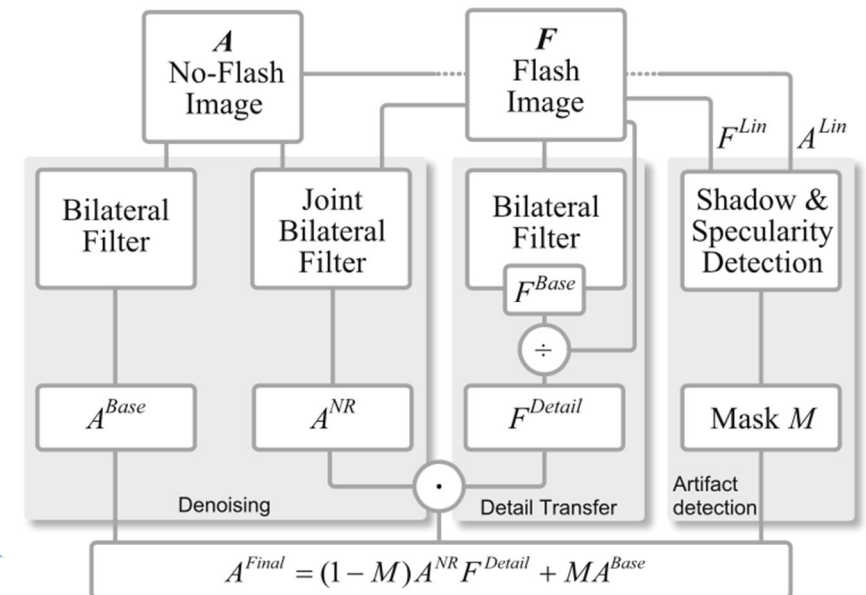 A
No-Flash
Image
F
Flash
Image
F^{Lin}
A^{Lin}
Bilateral
Filter
Joint
Bilateral
Filter
Bilateral
Filter
F^{Base}
÷
Shadow &
Specularity
Detection
A^{Base}
A^{NR}
F^{Detail}
Mask M
·
Denoising
Detail Transfer
Artifact
detection
A^{Final} = (1 − M) A^{NR} F^{Detail} + MA^{Base}